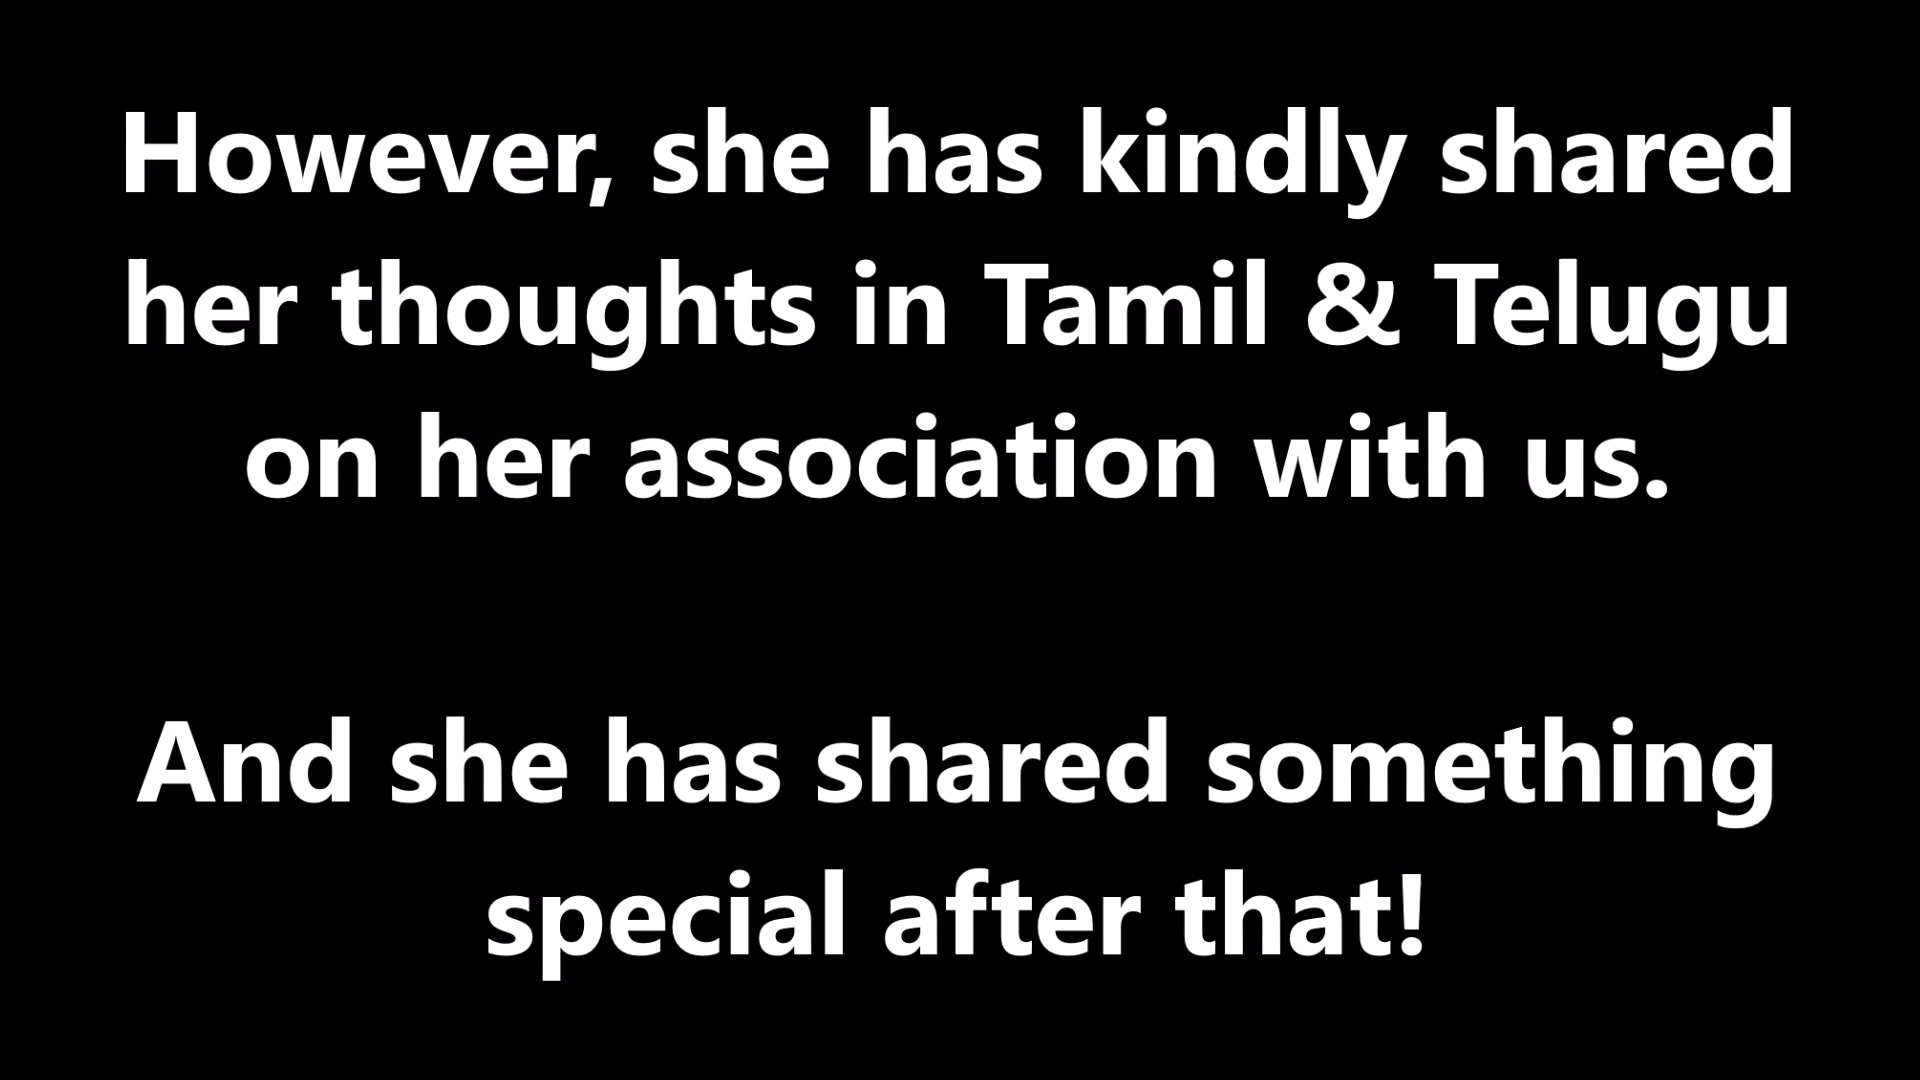 However, she has kindly shared
her thoughts in Tamil & Telugu
on her association with us.
And she has shared something
special after that!